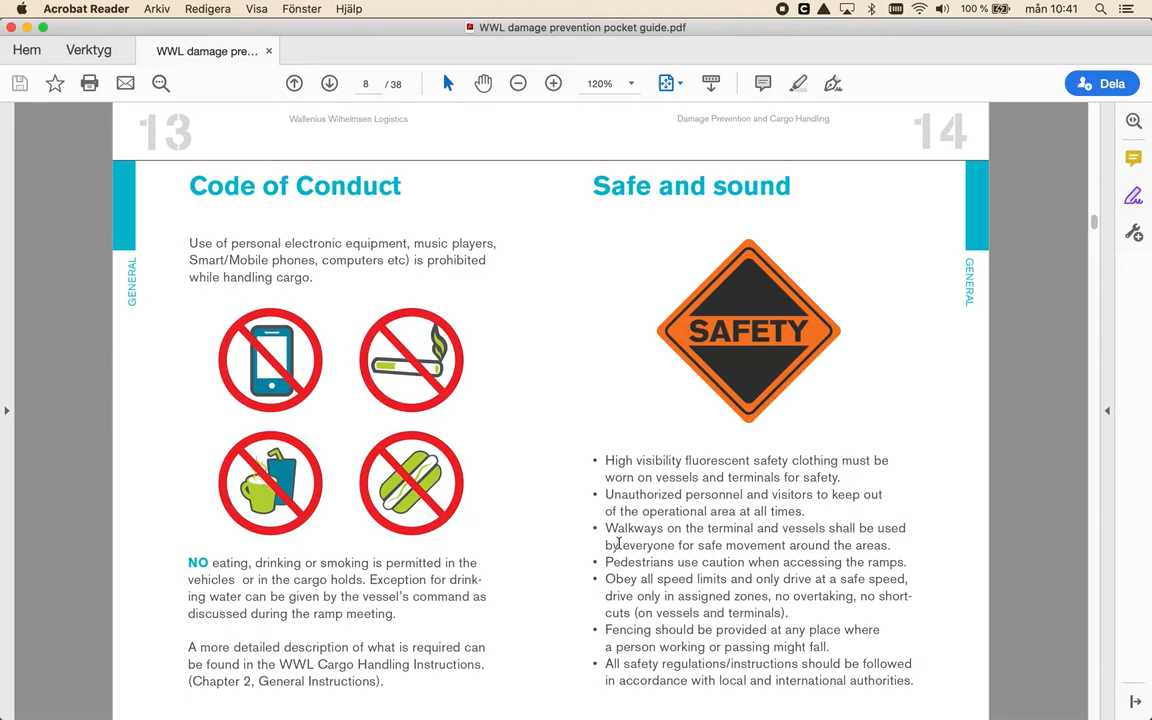 Acrobat Reader Arkiv Redigera Visa Fönster Hjälp 100 % mån 10:41
WWL damage prevention pocket guide.pdf
Hem Verktyg WWL damage pre... ×
8 / 38 120% Dela
13 Wallenius Wilhelmsen Logistics
Damage Prevention and Cargo Handling 14
GENERAL
Code of Conduct
Use of personal electronic equipment, music players,
Smart/Mobile phones, computers etc) is prohibited
while handling cargo.
NO eating, drinking or smoking is permitted in the
vehicles or in the cargo holds. Exception for drink-
ing water can be given by the vessel's command as
discussed during the ramp meeting.
A more detailed description of what is required can
be found in the WWL Cargo Handling Instructions.
(Chapter 2, General Instructions).
Safe and sound
GENERAL
SAFETY
• High visibility fluorescent safety clothing must be
worn on vessels and terminals for safety.
• Unauthorized personnel and visitors to keep out
of the operational area at all times.
• Walkways on the terminal and vessels shall be used
by everyone for safe movement around the areas.
• Pedestrians use caution when accessing the ramps.
• Obey all speed limits and only drive at a safe speed,
drive only in assigned zones, no overtaking, no short-
cuts (on vessels and terminals).
• Fencing should be provided at any place where
a person working or passing might fall.
• All safety regulations/instructions should be followed
in accordance with local and international authorities.